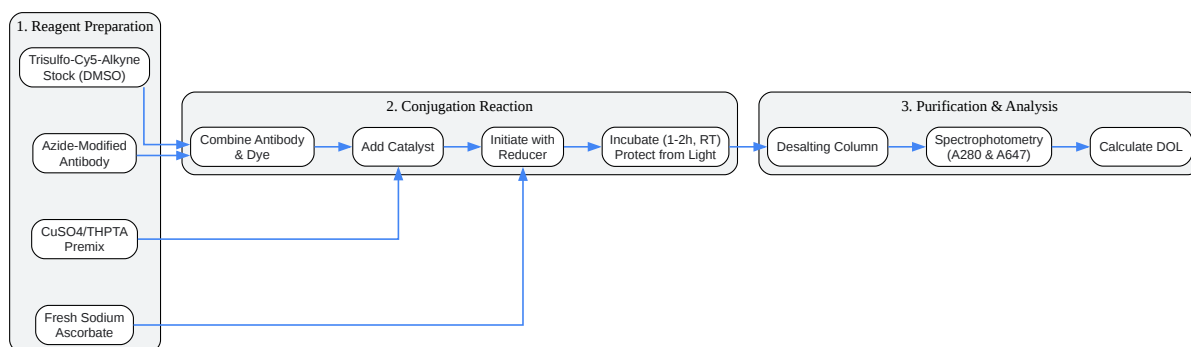 1. Reagent Preparation
Trisulfo-Cy5-Alkyne
Stock (DMSO)
Azide-Modified
Antibody
CuSO4/THPTA
Premix
Fresh Sodium
Ascorbate
2. Conjugation Reaction
Combine Antibody
& Dye
Add Catalyst
Initiate with
Reducer
Incubate (1-2h, RT)
Protect from Light
3. Purification & Analysis
Desalting Column
Spectrophotometry
(A280 & A647)
Calculate DOL